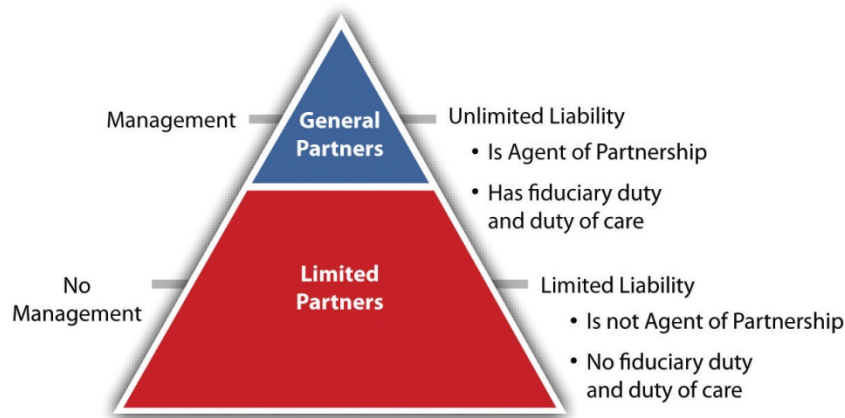 Management
General
Partners
Unlimited Liability
• Is Agent of Partnership
• Has fiduciary duty
and duty of care
No
Management
Limited
Partners
Limited Liability
• Is not Agent of Partnership
• No fiduciary duty
and duty of care